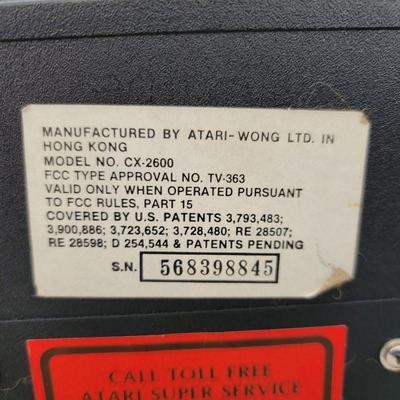 MANUFACTURED BY ATARI-WONG LTD. IN
HONG KONG
MODEL NO. CX-2600
FCC TYPE APPROVAL NO. TV-363
VALID ONLY WHEN OPERATED PURSUANT
TO FCC RULES, PART 15
COVERED BY U.S. PATENTS 3,793,483;
3,900,886; 3,723,652; 3,728,480; RE 28507;
RE 28598; D 254,544 & PATENTS PENDING
S.N. 568398845
CALL TOLL FREE
ATARI SUPER SERVICE